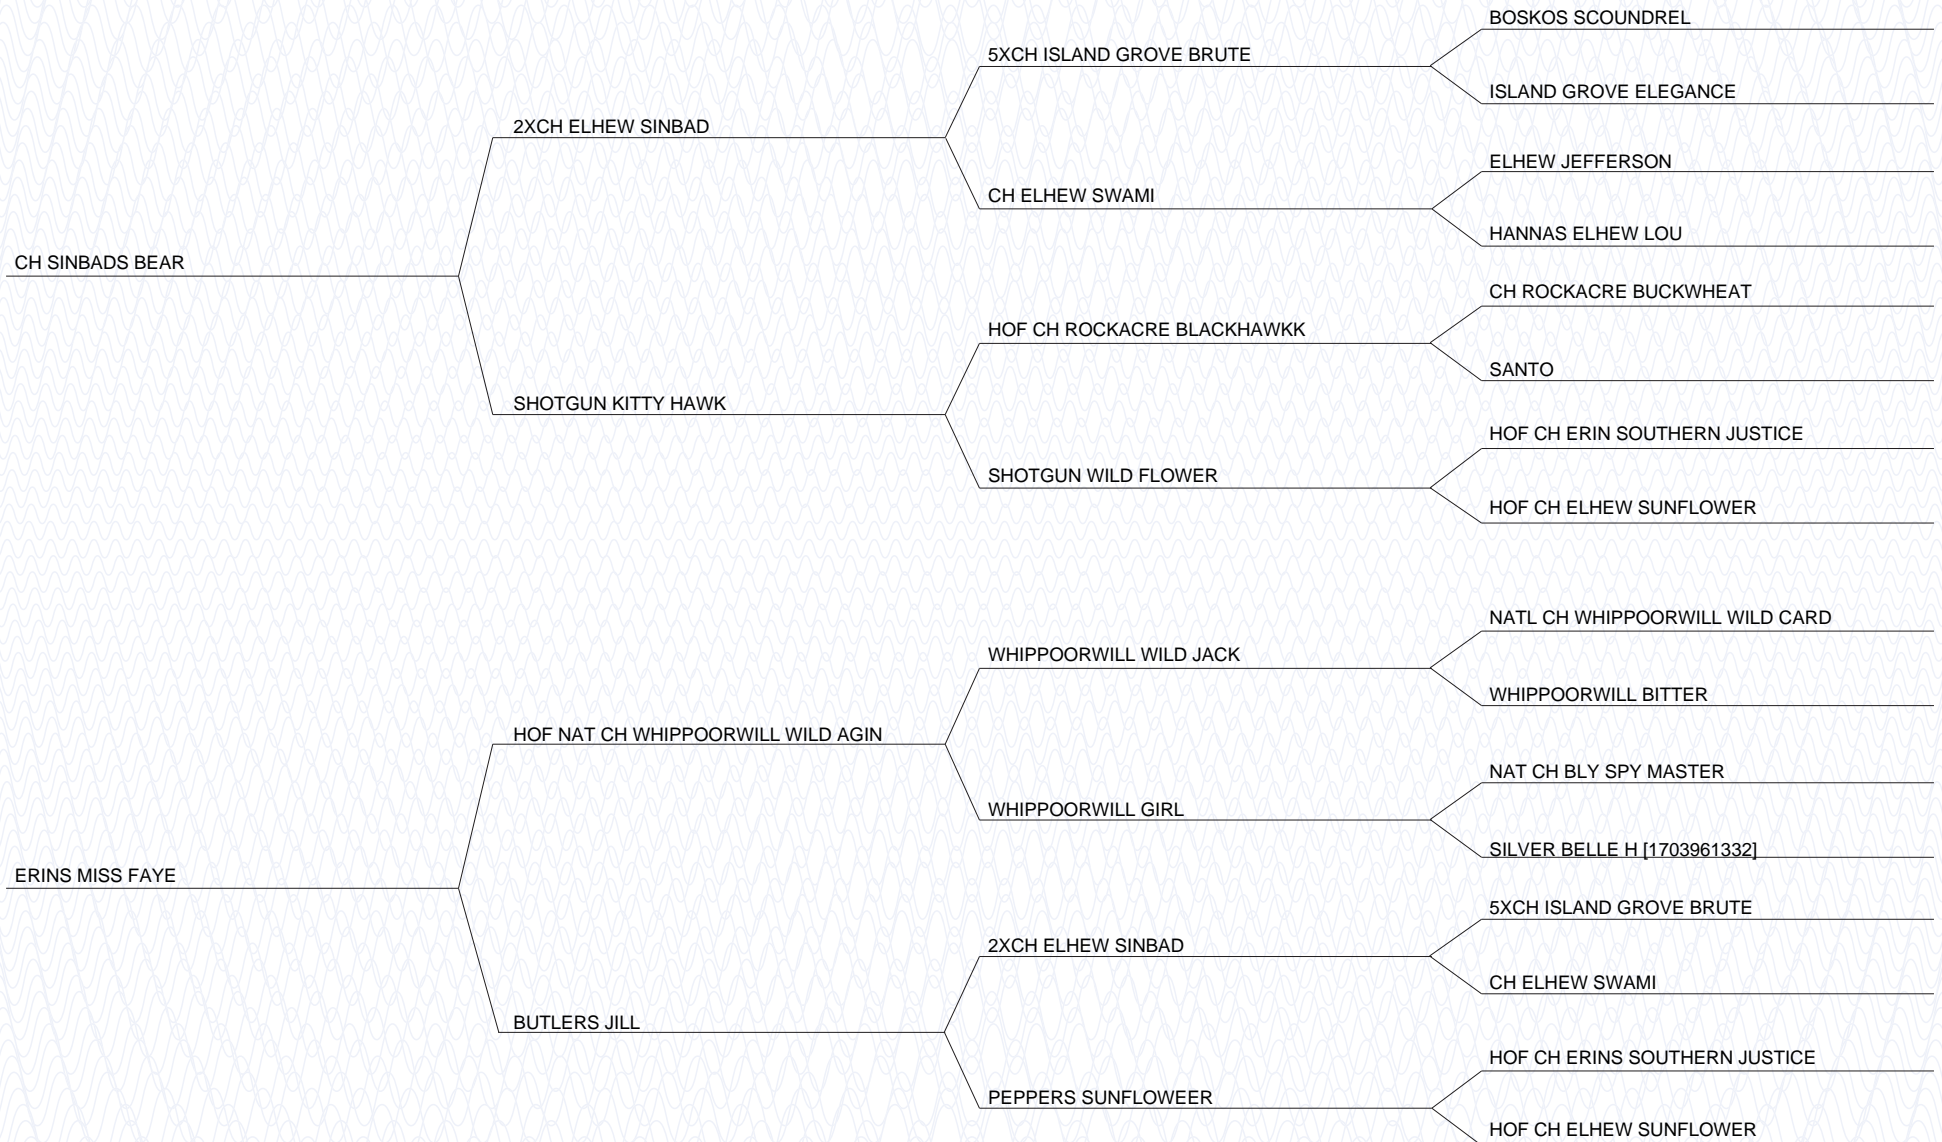 BOSKOS SCOUNDREL
5XCH ISLAND GROVE BRUTE
ISLAND GROVE ELEGANCE
2XCH ELHEW SINBAD
ELHEW JEFFERSON
CH ELHEW SWAMI
HANNAS ELHEW LOU
CH SINBADS BEAR
CH ROCKACRE BUCKWHEAT
HOF CH ROCKACRE BLACKHAWKK
SANTO
SHOTGUN KITTY HAWK
HOF CH ERIN SOUTHERN JUSTICE
SHOTGUN WILD FLOWER
HOF CH ELHEW SUNFLOWER
NATL CH WHIPPOORWILL WILD CARD
WHIPPOORWILL WILD JACK
WHIPPOORWILL BITTER
HOF NAT CH WHIPPOORWILL WILD AGIN
NAT CH BLY SPY MASTER
WHIPPOORWILL GIRL
SILVER BELLE H [1703961332]
ERINS MISS FAYE
5XCH ISLAND GROVE BRUTE
2XCH ELHEW SINBAD
CH ELHEW SWAMI
BUTLERS JILL
HOF CH ERINS SOUTHERN JUSTICE
PEPPERS SUNFLOWEER
HOF CH ELHEW SUNFLOWER